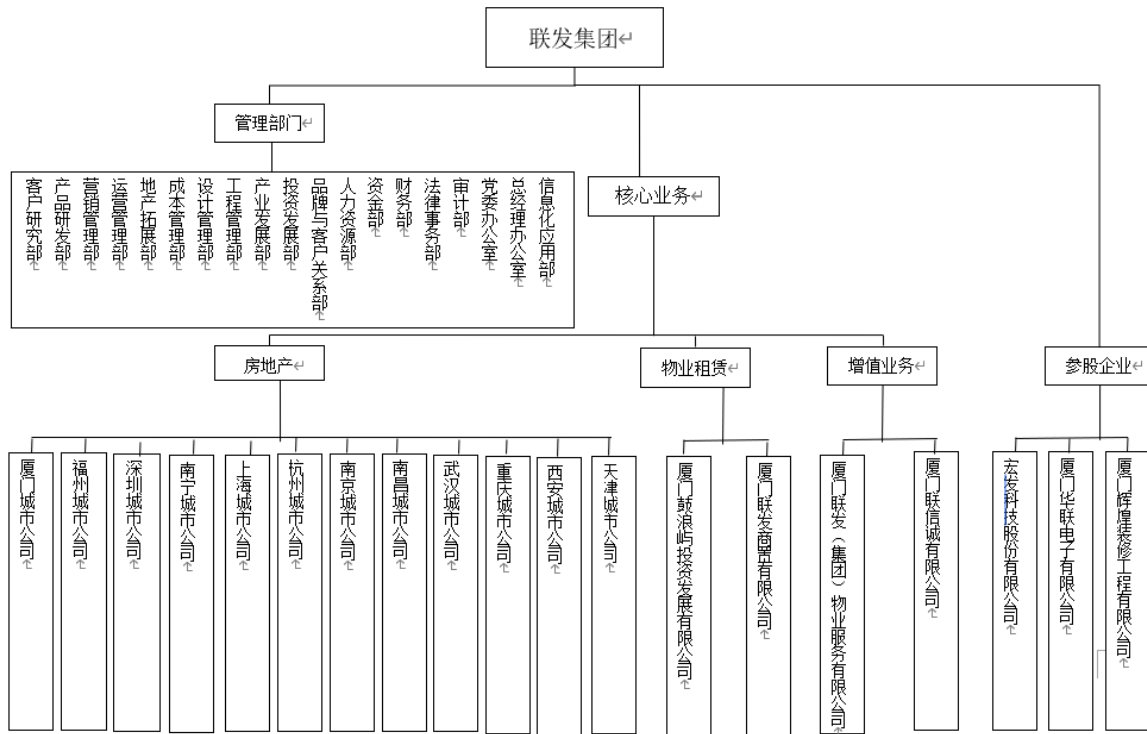 联发集团
管理部门
客户研究部
产品研发部
营销管理部
运营管理部
地产拓展部
成本管理部
设计管理部
工程管理部
产业发展部
投资发展部
品牌与客户关系部
人力资源部
资金部
财务部
法律事务部
审计部
党委办公室
总经理办公室
信息化应用部
核心业务
房地产
物业租赁
增值业务
参股企业
厦门城市公司
福州城市公司
深圳城市公司
南宁城市公司
上海城市公司
杭州城市公司
南京城市公司
南昌城市公司
武汉城市公司
重庆城市公司
西安城市公司
天津城市公司
厦门鼓浪屿投资发展有限公司
厦门联发商置有限公司
厦门联发（集团）物业服务有限公司
厦门联信诚有限公司
宏发科技股份有限公司
厦门华联电子有限公司
厦门辉煌装修工程有限公司